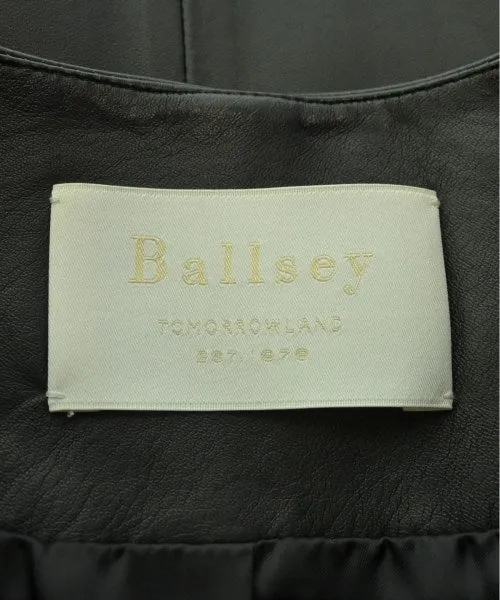 Ballsey
TOMORROWLAND
EST. 1978